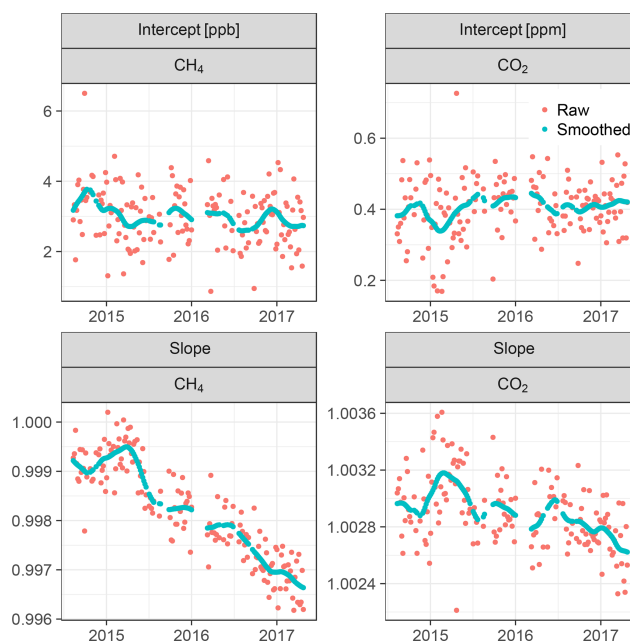 Intercept [ppb]
CH₄
6
4
2
2015 2016 2017
Intercept [ppm]
CO₂
Raw
Smoothed
0.6
0.4
0.2
2015 2016 2017
Slope
CH₄
1.000
0.999
0.998
0.997
0.996
2015 2016 2017
Slope
CO₂
1.0036
1.0032
1.0028
1.0024
2015 2016 2017